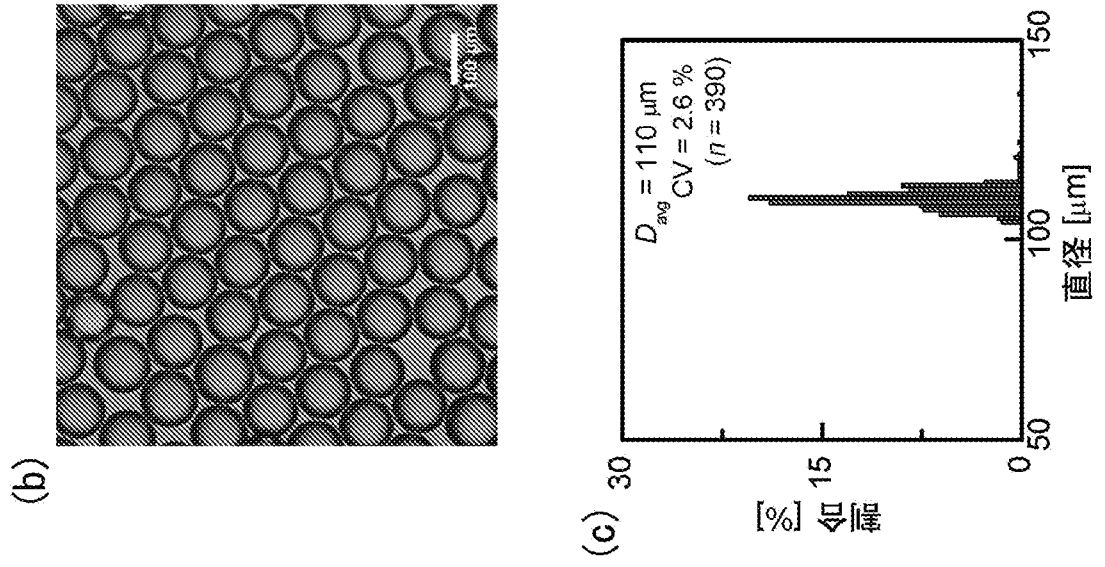 (b)
100 μm
(c)
30
15
0
割合 [%]
D_avg = 110 μm
CV = 2.6 %
(n = 390)
50
100
150
直径 [μm]